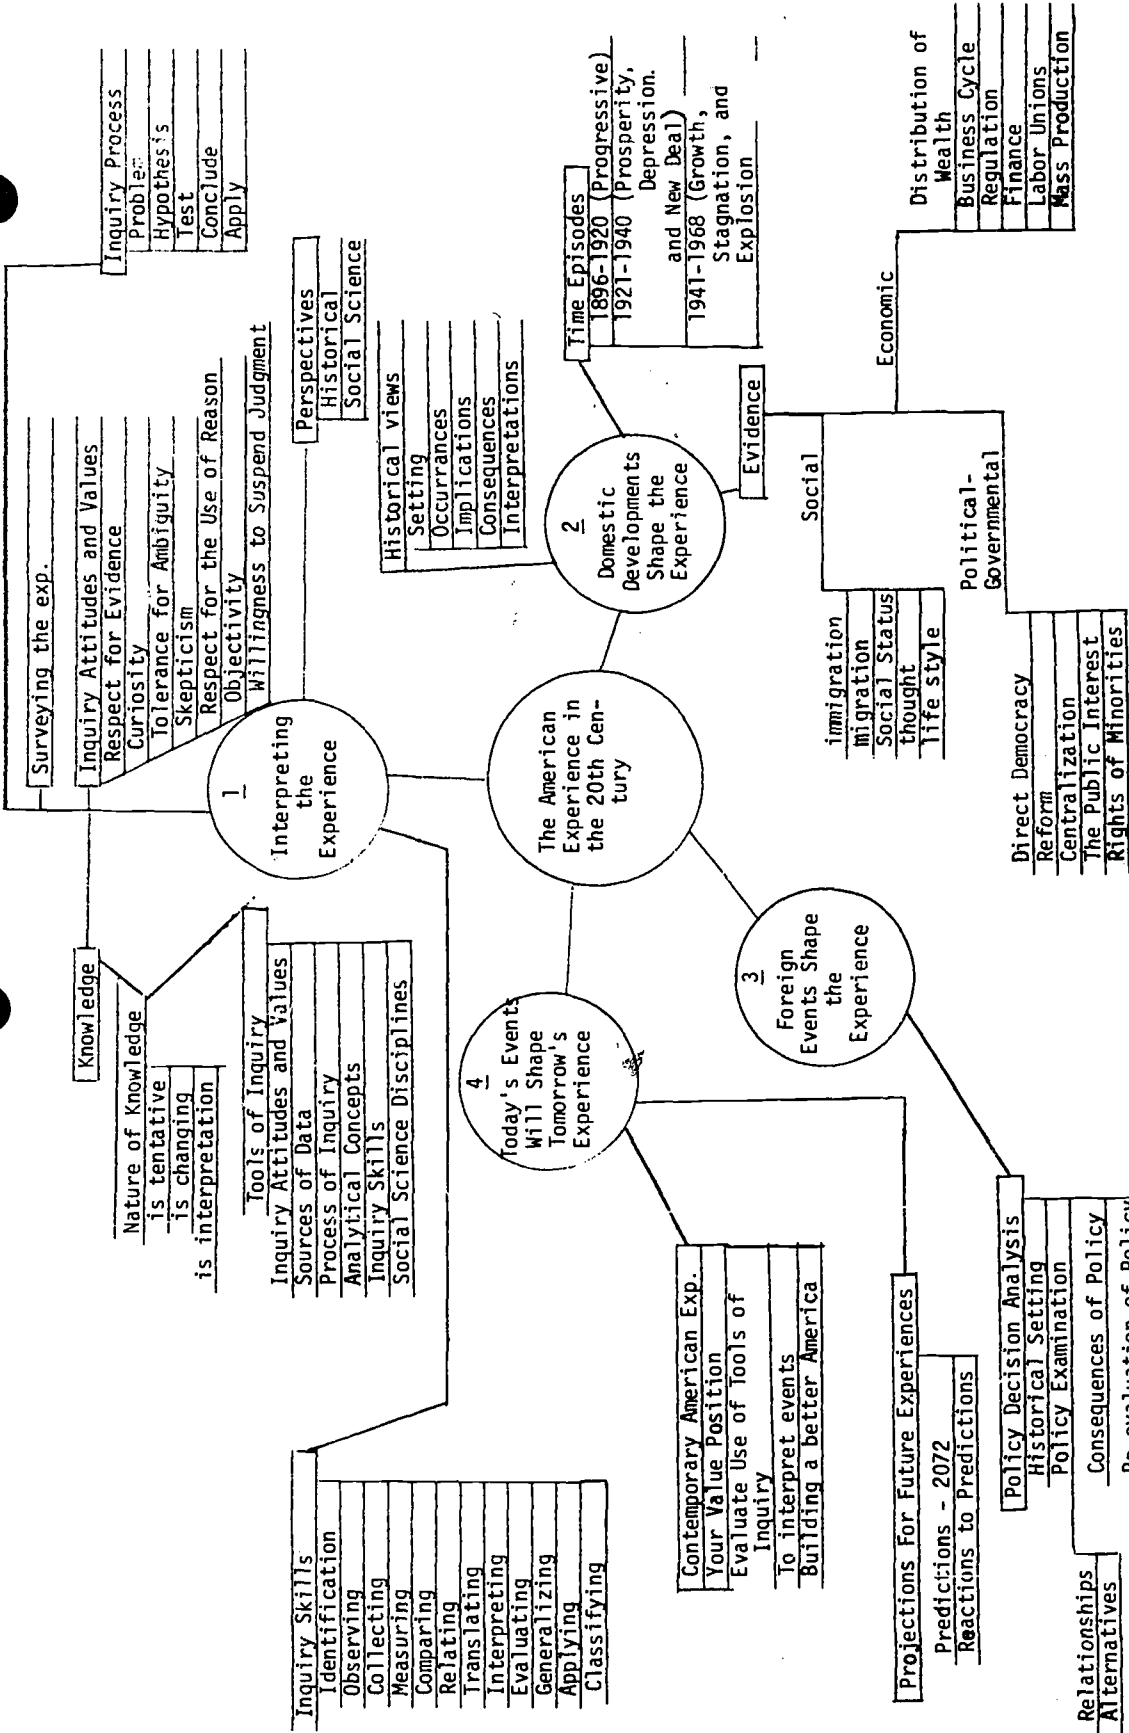 Inquiry Skills
Identification
Observing
Collecting
Measuring
Comparing
Relating
Translating
Interpreting
Evaluating
Generalizing
Applying
Classifying
Knowledge
Nature of Knowledge
is tentative
is changing
is interpretation
Tools of Inquiry
Inquiry Attitudes and Values
Sources of Data
Process of Inquiry
Analytical Concepts
Inquiry Skills
Social Science Disciplines
Surveying the exp.
Inquiry Attitudes and Values
Respect for Evidence
Curiosity
Tolerance for Ambiguity
Skepticism
Respect for the Use of Reason
Objectivity
Willingness to Suspend Judgment
Inquiry Process
Problem
Hypothesis
Test
Conclude
Apply
1
Interpreting
the
Experience
Perspectives
Historical
Social Science
Historical views
Setting
Occurrances
Implications
Consequences
Interpretations
The American
Experience in
the 20th Cen-
tury
2
Domestic
Developments
Shape the
Experience
Time Episodes
1896-1920 (Progressive)
1921-1940 (Prosperity,
Depression.
and New Deal)
1941-1968 (Growth,
Stagnation, and
Explosion
Evidence
Social
immigration
migration
Social Status
thought
life style
Economic
Distribution of
Wealth
Business Cycle
Regulation
Finance
Labor Unions
Mass Production
Political-
Governmental
Direct Democracy
Reform
Centralization
The Public Interest
Rights of Minorities
4
Today's Events
Will Shape
Tomorrow's
Experience
Contemporary American Exp.
Your Value Position
Evaluate Use of Tools of
Inquiry
To interpret events
Building a better America
Projections For Future Experiences
Predictions - 2072
Reactions to Predictions
3
Foreign
Events Shape
the
Experience
Policy Decision Analysis
Historical Setting
Policy Examination
Consequences of Policy
Re-evaluation of Policy
Relationships
Alternatives